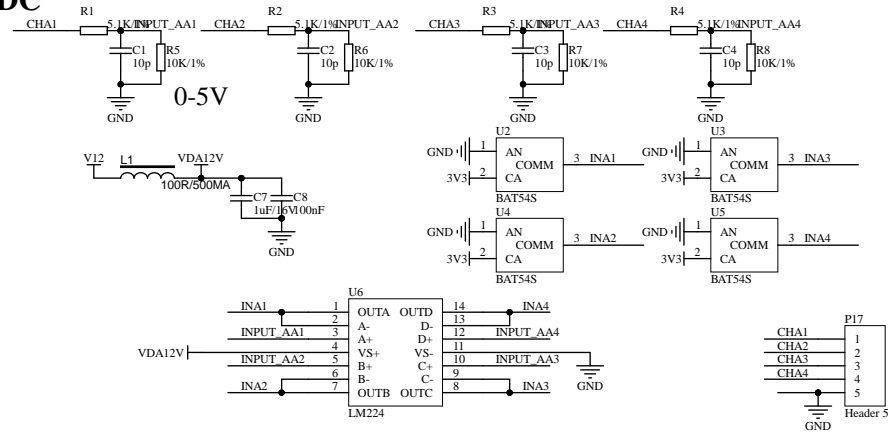 DC
R1
R2
R3
R4
CHA1 5.1K/1% INPUT_AA1
CHA2 5.1K/1% INPUT_AA2
CHA3 5.1K/1% INPUT_AA3
CHA4 5.1K/1% INPUT_AA4
C1 R5
10p 10K/1%
C2 R6
10p 10K/1%
C3 R7
10p 10K/1%
C4 R8
10p 10K/1%
0-5V
GND
GND
GND
GND
U2
GND 1 AN
COMM 3 INA1
3V3 2 CA
BAT54S
U3
GND 1 AN
COMM 3 INA3
3V3 2 CA
BAT54S
V12 L1 VDA12V
100R/500MA
C7 C8
1uF/16V 100nF
GND
U4
GND 1 AN
COMM 3 INA2
3V3 2 CA
BAT54S
U5
GND 1 AN
COMM 3 INA4
3V3 2 CA
BAT54S
U6
INA1 1 OUTA OUTD 14 INA4
2 A- D- 13
INPUT_AA1 3 A+ D+ 12 INPUT_AA4
VDA12V 4 VS+ VS- 11
INPUT_AA2 5 B+ C+ 10 INPUT_AA3
6 B- C- 9
INA2 7 OUTB OUTC 8 INA3
LM224
GND
P17
CHA1 1
CHA2 2
CHA3 3
CHA4 4
5
Header 5
GND